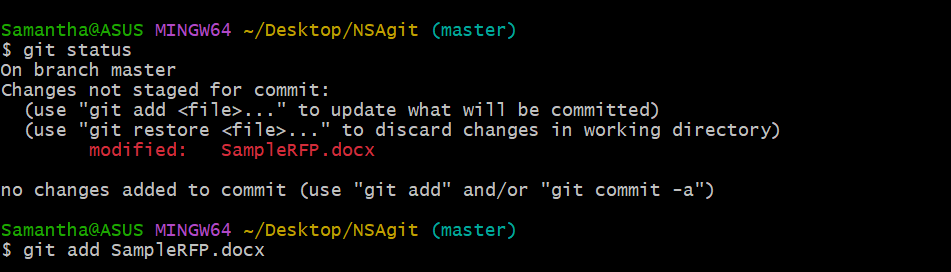 Samantha@ASUS MINGW64 ~/Desktop/NSAgit (master)
$ git status
On branch master
Changes not staged for commit:
  (use "git add <file>..." to update what will be committed)
  (use "git restore <file>..." to discard changes in working directory)
        modified:   SampleRFP.docx

no changes added to commit (use "git add" and/or "git commit -a")

Samantha@ASUS MINGW64 ~/Desktop/NSAgit (master)
$ git add SampleRFP.docx